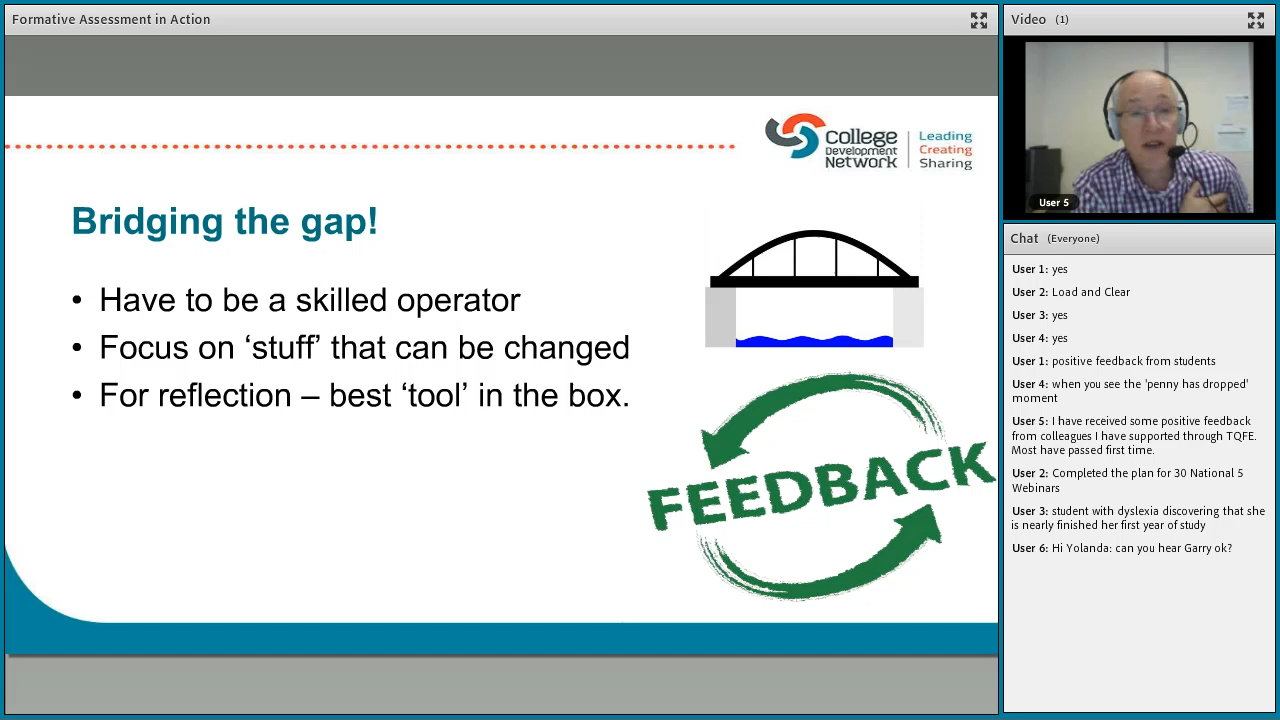 Formative Assessment in Action
College
Development
Network
Leading
Creating
Sharing
Bridging the gap!
• Have to be a skilled operator
• Focus on ‘stuff’ that can be changed
• For reflection – best ‘tool’ in the box.
FEEDBACK
Video (1)
User 5
Chat (Everyone)
User 1: yes
User 2: Load and Clear
User 3: yes
User 4: yes
User 1: positive feedback from students
User 4: when you see the 'penny has dropped'
moment
User 5: I have received some positive feedback
from colleagues I have supported through TQFE.
Most have passed first time.
User 2: Completed the plan for 30 National 5
Webinars
User 3: student with dyslexia discovering that she
is nearly finished her first year of study
User 6: Hi Yolanda: can you hear Garry ok?